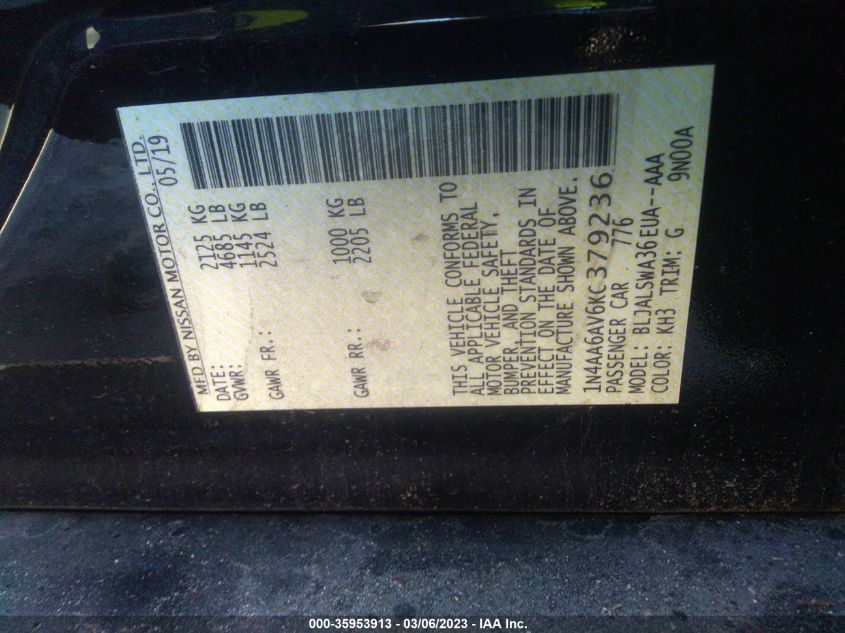 MFD BY NISSAN MOTOR CO., LTD.
DATE: 05/19
GVWR: 2125 KG
4685 LB
GAWR FR.: 1145 KG
2524 LB
GAWR RR.: 1000 KG
2205 LB
THIS VEHICLE CONFORMS TO
ALL APPLICABLE FEDERAL
MOTOR VEHICLE SAFETY,
BUMPER, AND THEFT
PREVENTION STANDARDS IN
EFFECT ON THE DATE OF
MANUFACTURE SHOWN ABOVE.
1N4AA6AV6KC379236
PASSENGER CAR 776
MODEL: BLJALSWA36EUA--AAA
COLOR: KH3 TRIM: G 9N00A
000-35953913 - 03/06/2023 - IAA Inc.